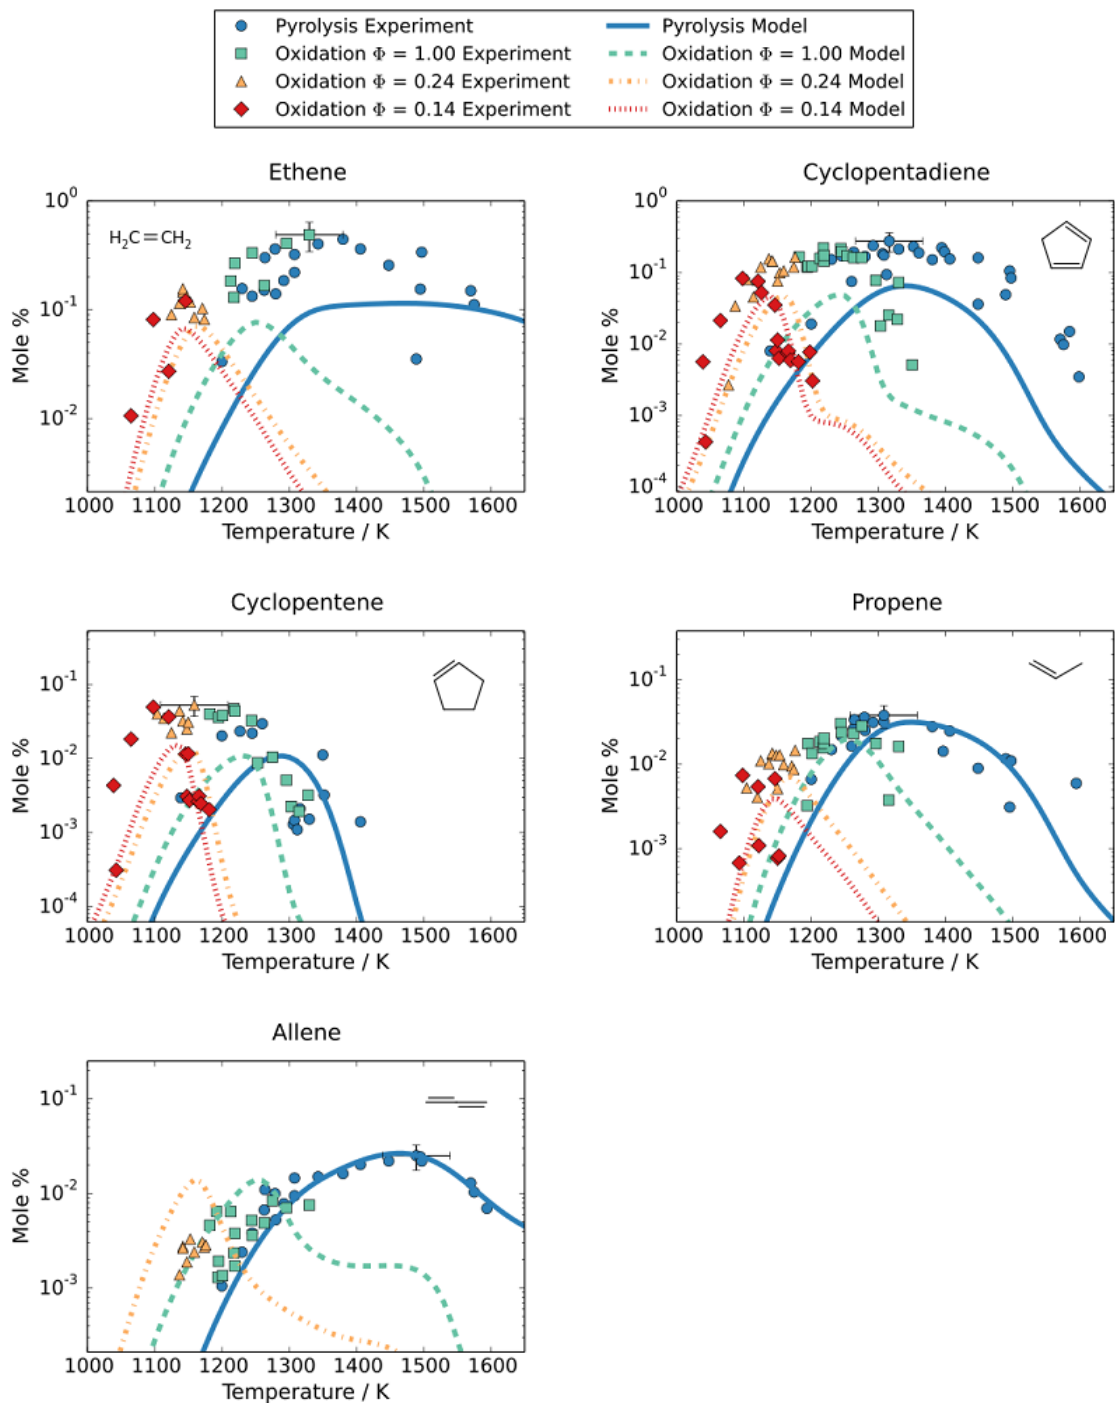 Pyrolysis Experiment Pyrolysis Model
Oxidation Φ = 1.00 Experiment Oxidation Φ = 1.00 Model
Oxidation Φ = 0.24 Experiment Oxidation Φ = 0.24 Model
Oxidation Φ = 0.14 Experiment Oxidation Φ = 0.14 Model
Ethene
H₂C=CH₂
Mole %
10⁰
10⁻¹
10⁻²
1000 1100 1200 1300 1400 1500 1600
Temperature / K
Cyclopentadiene
Mole %
10⁰
10⁻¹
10⁻²
10⁻³
10⁻⁴
1000 1100 1200 1300 1400 1500 1600
Temperature / K
Cyclopentene
Mole %
10⁻¹
10⁻²
10⁻³
10⁻⁴
1000 1100 1200 1300 1400 1500 1600
Temperature / K
Propene
Mole %
10⁻¹
10⁻²
10⁻³
1000 1100 1200 1300 1400 1500 1600
Temperature / K
Allene
Mole %
10⁻¹
10⁻²
10⁻³
1000 1100 1200 1300 1400 1500 1600
Temperature / K